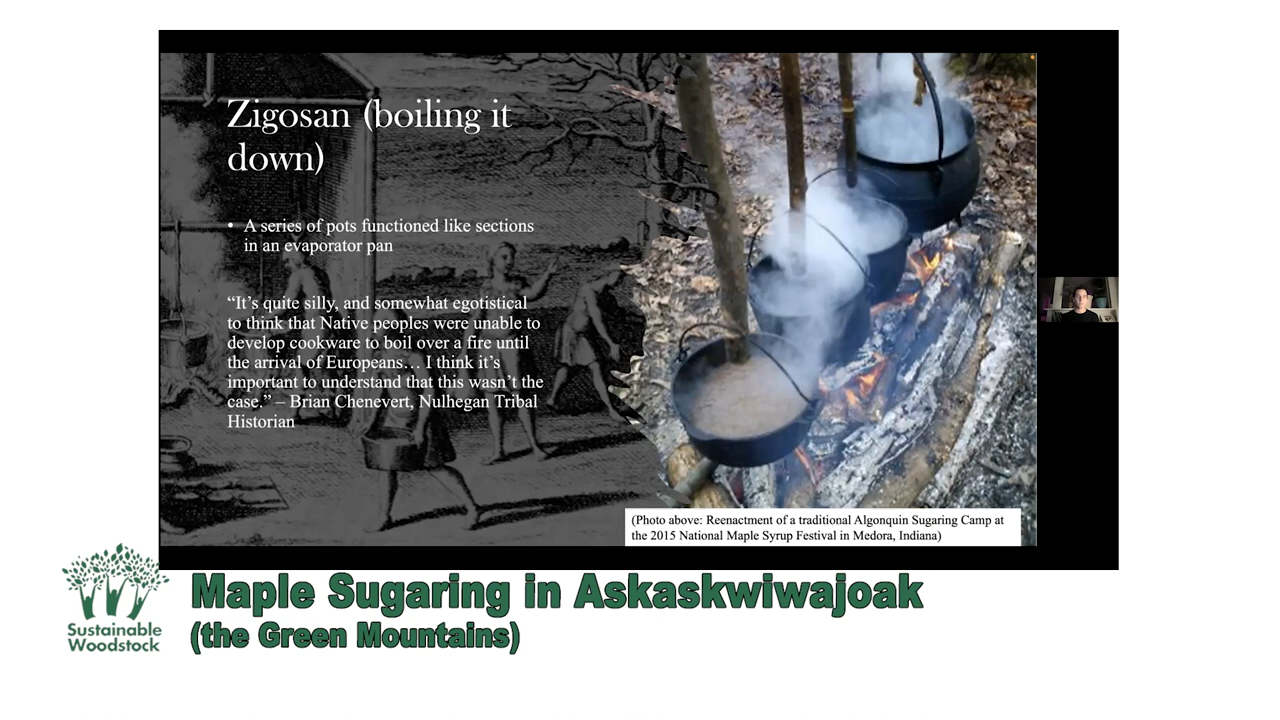 Zigosan (boiling it
down)
• A series of pots functioned like sections
in an evaporator pan
“It’s quite silly, and somewhat egotistical
to think that Native peoples were unable to
develop cookware to boil over a fire until
the arrival of Europeans… I think it’s
important to understand that this wasn’t the
case.” – Brian Chenevert, Nulhegan Tribal
Historian
(Photo above: Reenactment of a traditional Algonquin Sugaring Camp at
the 2015 National Maple Syrup Festival in Medora, Indiana)
Sustainable
Woodstock
Maple Sugaring in Askaskwiwajoak
(the Green Mountains)